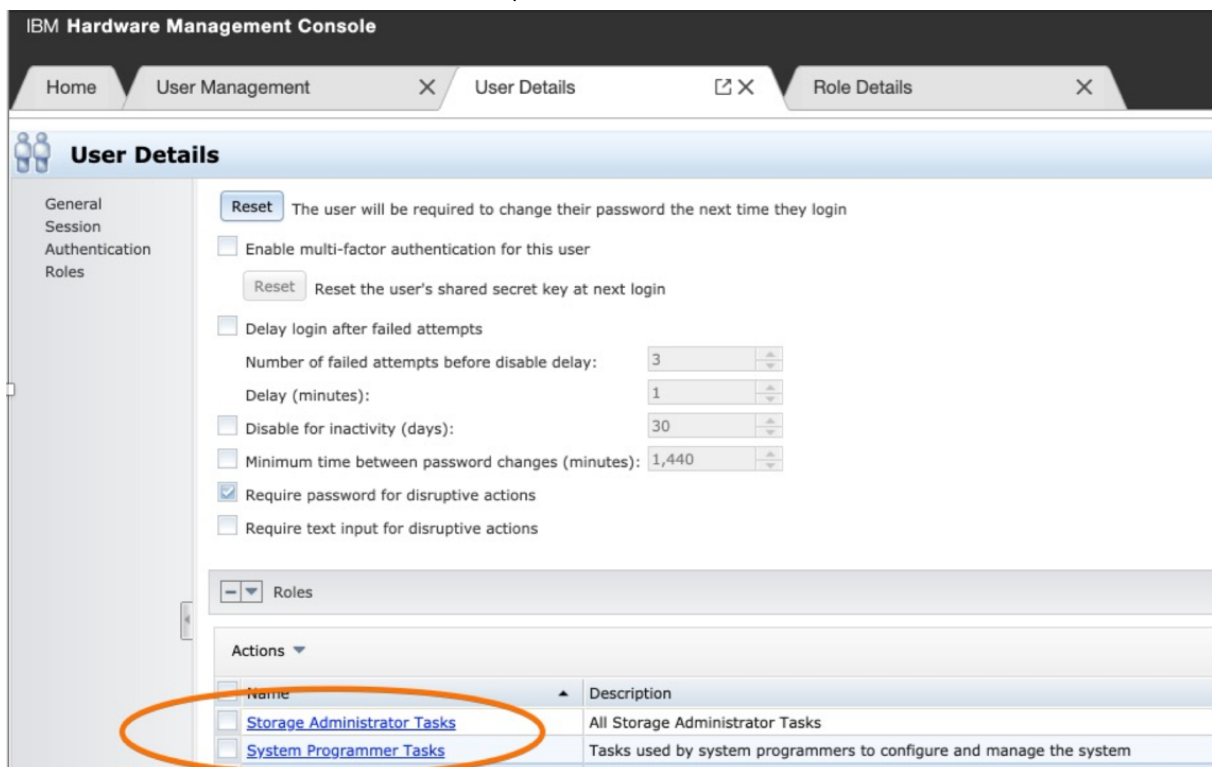 IBM Hardware Management Console
Home User Management User Details Role Details
User Details
General
Session
Authentication
Roles
Reset The user will be required to change their password the next time they login
Enable multi-factor authentication for this user
Reset Reset the user's shared secret key at next login
Delay login after failed attempts
Number of failed attempts before disable delay: 3
Delay (minutes): 1
Disable for inactivity (days): 30
Minimum time between password changes (minutes): 1,440
Require password for disruptive actions
Require text input for disruptive actions
Roles
Actions
Name Description
Storage Administrator Tasks All Storage Administrator Tasks
System Programmer Tasks Tasks used by system programmers to configure and manage the system